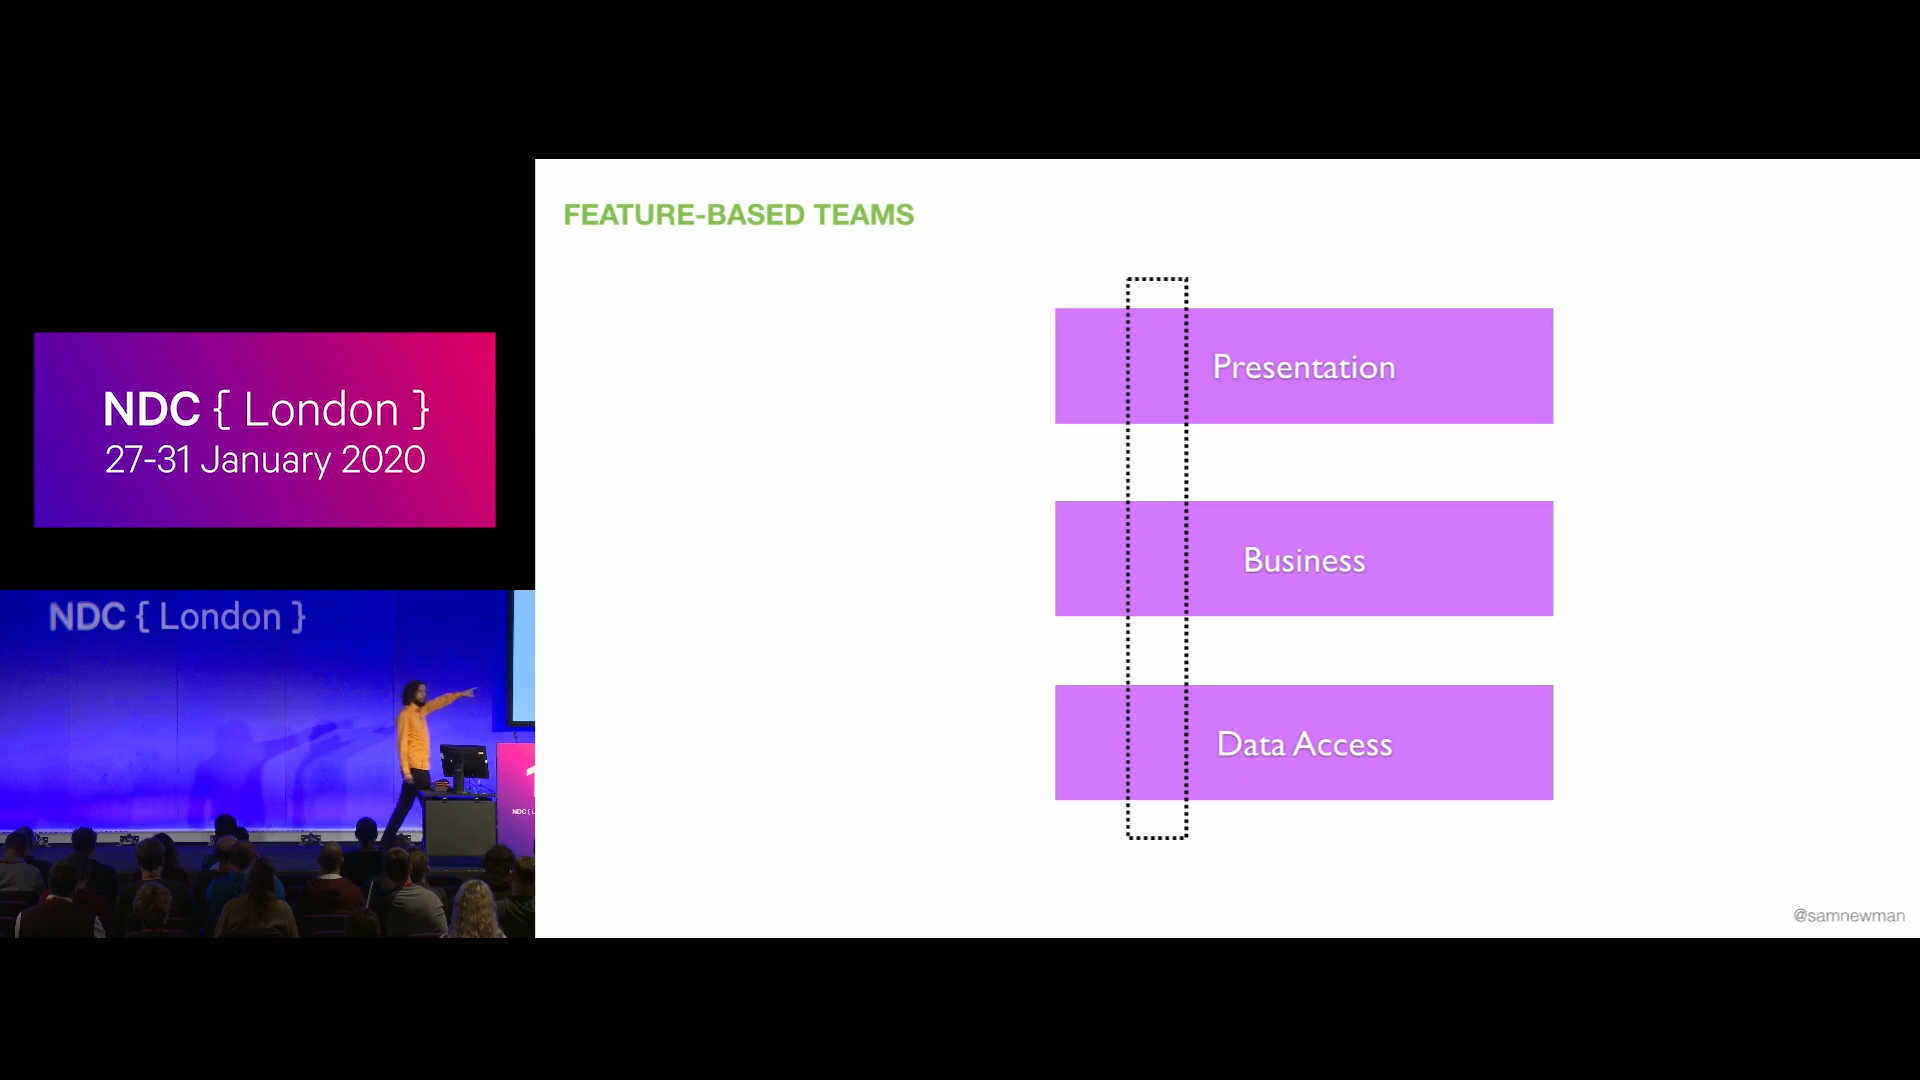 NDC { London }
27-31 January 2020
NDC { London }
FEATURE-BASED TEAMS
Presentation
Business
Data Access
@samnewman